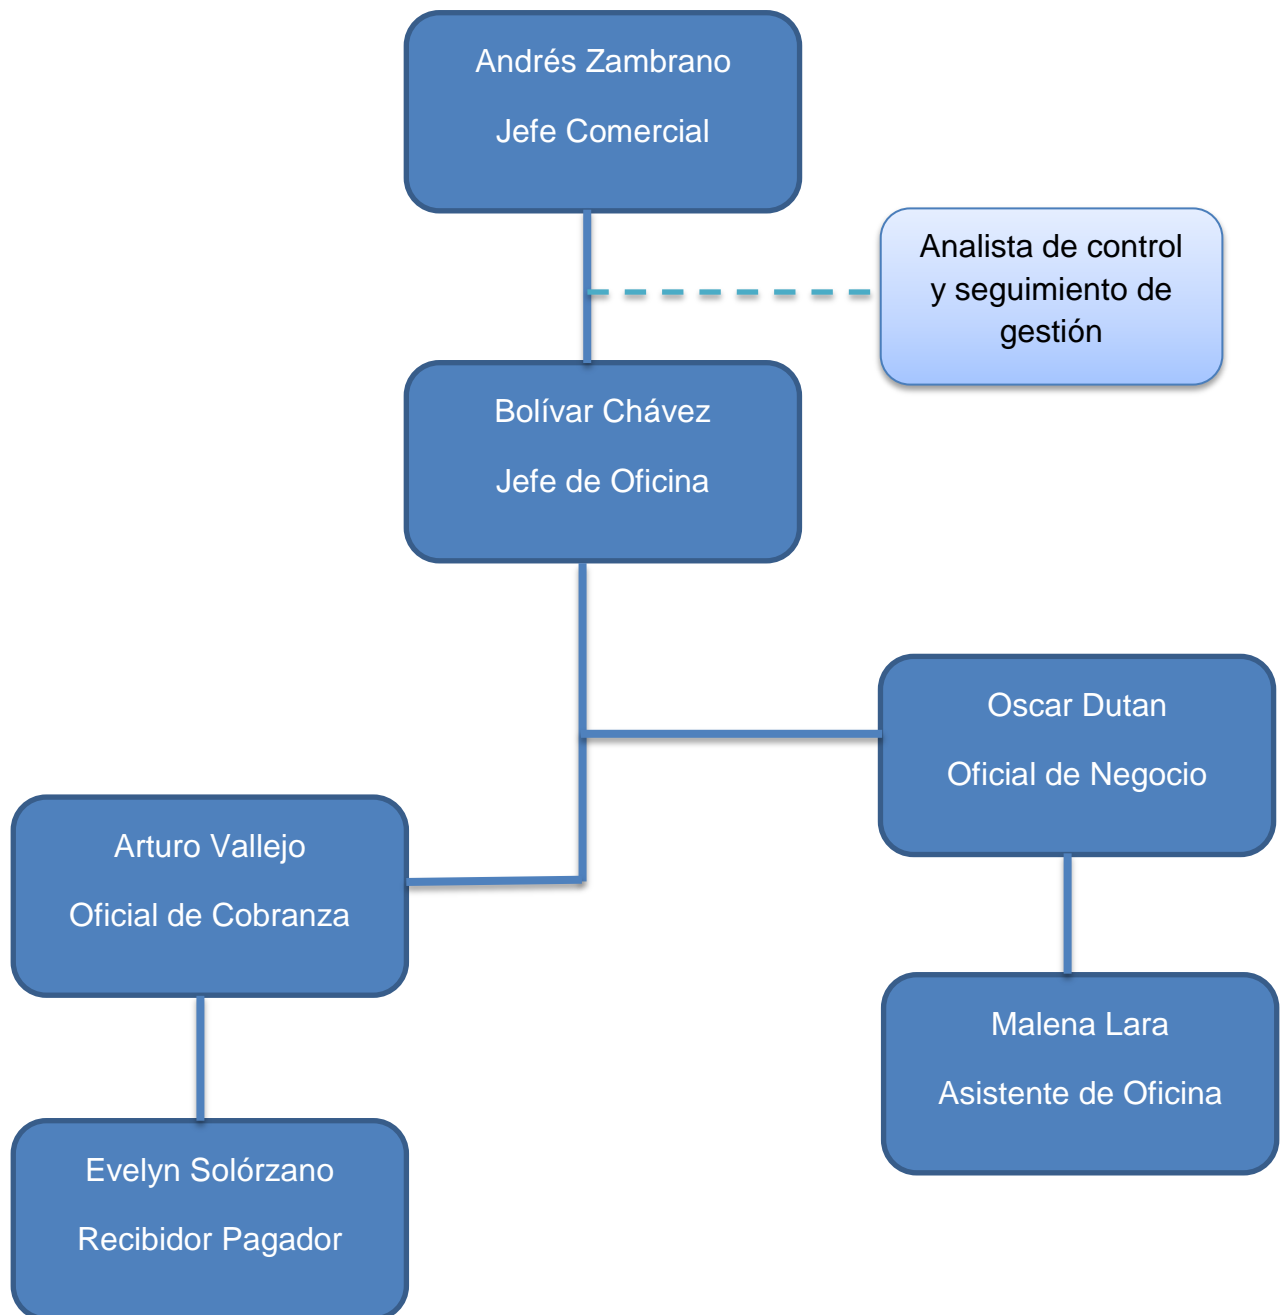 Andrés Zambrano
Jefe Comercial
Analista de control
y seguimiento de
gestión
Bolívar Chávez
Jefe de Oficina
Oscar Dutan
Oficial de Negocio
Arturo Vallejo
Oficial de Cobranza
Malena Lara
Asistente de Oficina
Evelyn Solórzano
Recibidor Pagador